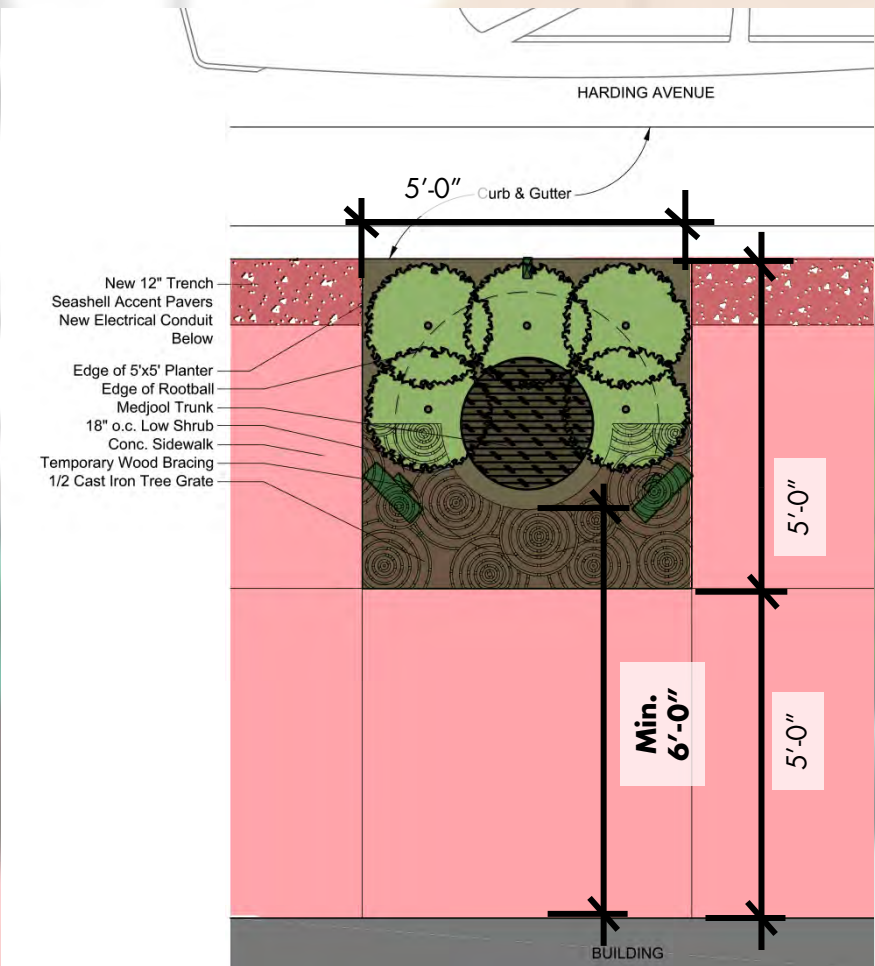 HARDING AVENUE
5'-0"
Curb & Gutter
New 12" Trench
Seashell Accent Pavers
New Electrical Conduit
Below
Edge of 5'x5' Planter
Edge of Rootball
Medjool Trunk
18" o.c. Low Shrub
Conc. Sidewalk
Temporary Wood Bracing
1/2 Cast Iron Tree Grate
5'-0"
Min.
6'-0"
5'-0"
BUILDING